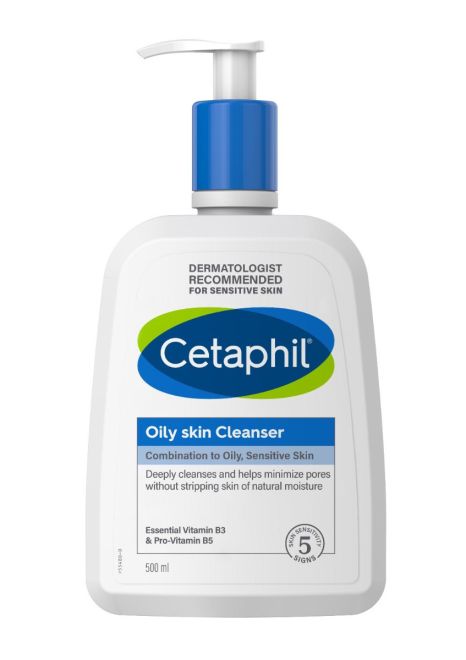 DERMATOLOGIST
RECOMMENDED
FOR SENSITIVE SKIN
Cetaphil®
Oily skin Cleanser
Combination to Oily, Sensitive Skin
Deeply cleanses and helps minimize pores
without stripping skin of natural moisture
Essential Vitamin B3
& Pro-Vitamin B5
SKIN SENSITIVITY
5
SIGNS
500 ml